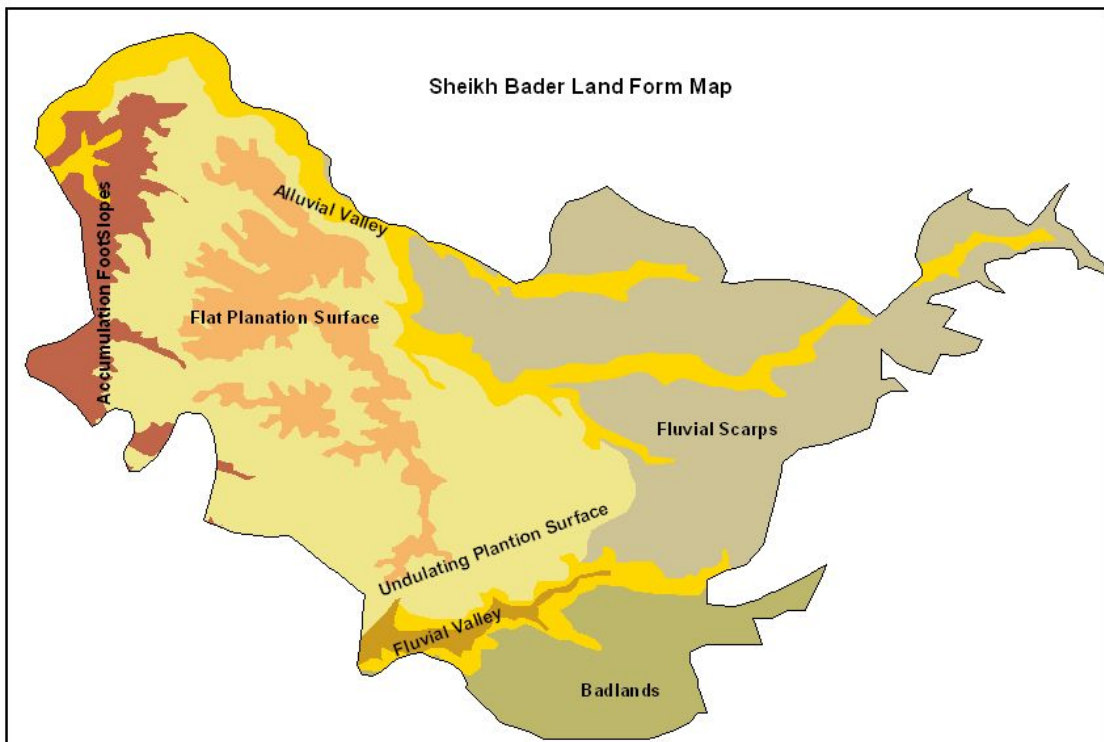 Sheikh Bader Land Form Map
Alluvial Valley
Accumulation FootSlopes
Flat Planation Surface
Fluvial Scarps
Undulating Plantion Surface
Fluvial Valley
Badlands